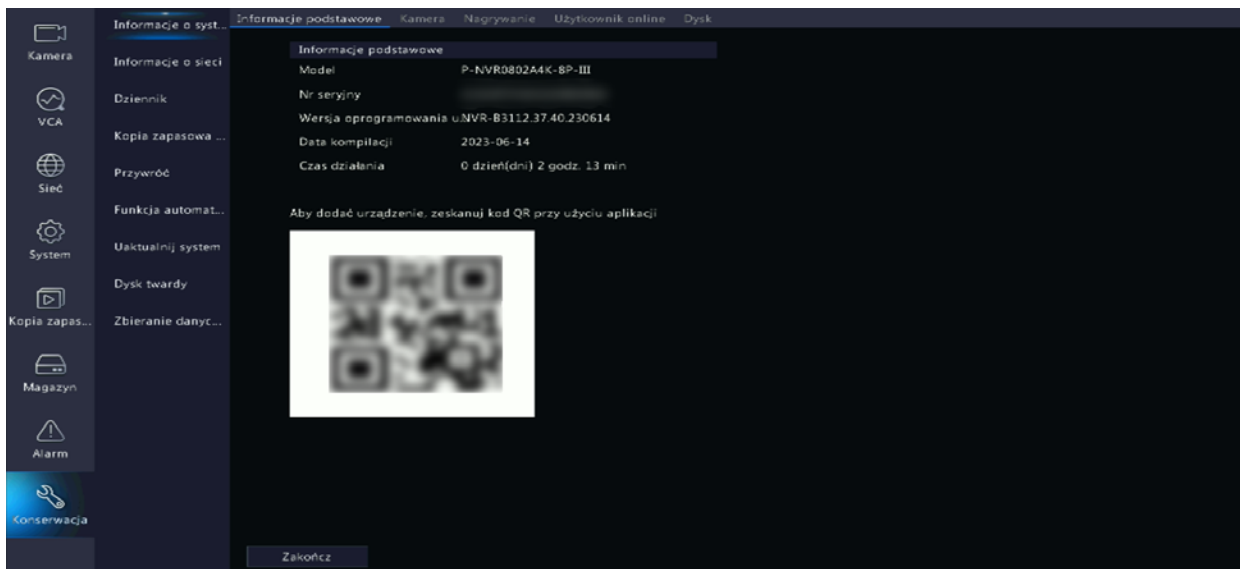 Informacje podstawowe Kamera Nagrywanie Użytkownik online Dysk
Kamera
VCA
Sieć
System
Kopia zapas...
Magazyn
Alarm
Konserwacja
Informacje o syst...
Informacje o sieci
Dziennik
Kopia zapasowa ...
Przywróć
Funkcja automat...
Uaktualnij system
Dysk twardy
Zbieranie danyc...
Informacje podstawowe
Model P-NVR0802A4K-8P-III
Nr seryjny
Wersja oprogramowania u.NVR-B3112.37.40.230614
Data kompilacji 2023-06-14
Czas działania 0 dzień(dni) 2 godz. 13 min
Aby dodać urządzenie, zeskanuj kod QR przy użyciu aplikacji
Zakończ